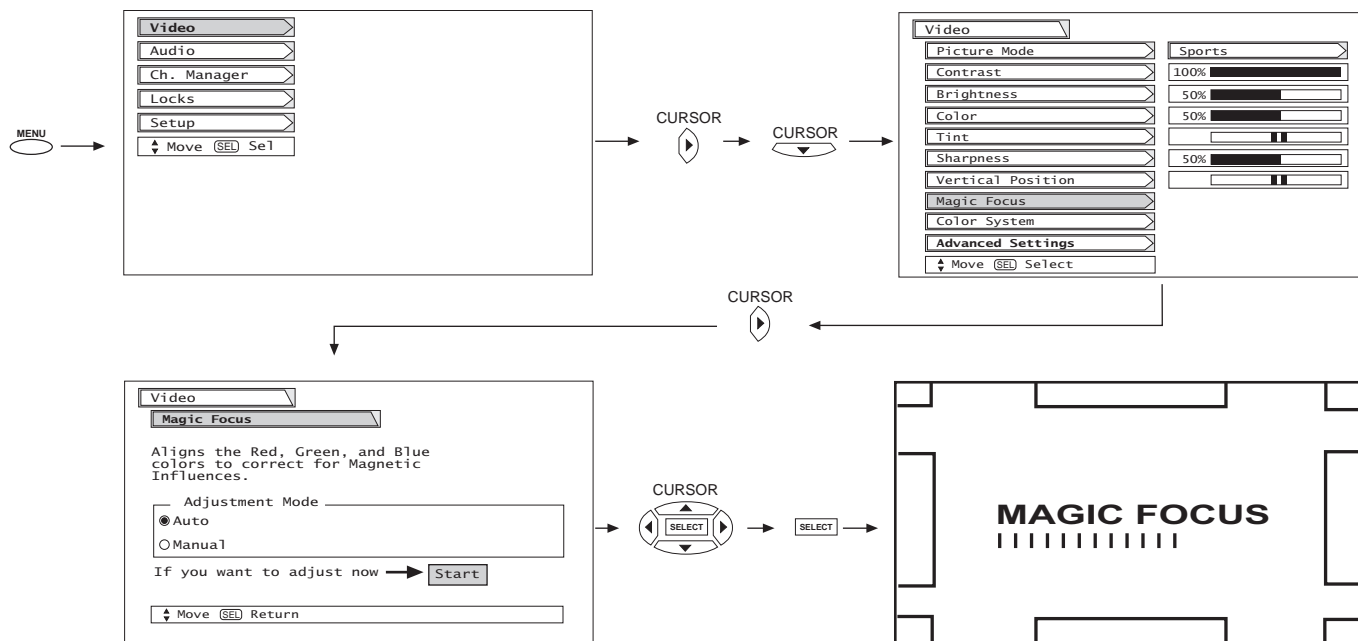 MENU
Video
Audio
Ch. Manager
Locks
Setup
Move SEL Sel
CURSOR
CURSOR
Video
Picture Mode Sports
Contrast 100%
Brightness 50%
Color 50%
Tint
Sharpness 50%
Vertical Position
Magic Focus
Color System
Advanced Settings
Move SEL Select
CURSOR
Video
Magic Focus
Aligns the Red, Green, and Blue
colors to correct for Magnetic
Influences.
Adjustment Mode
Auto
Manual
If you want to adjust now Start
Move SEL Return
CURSOR
SELECT
SELECT
MAGIC FOCUS